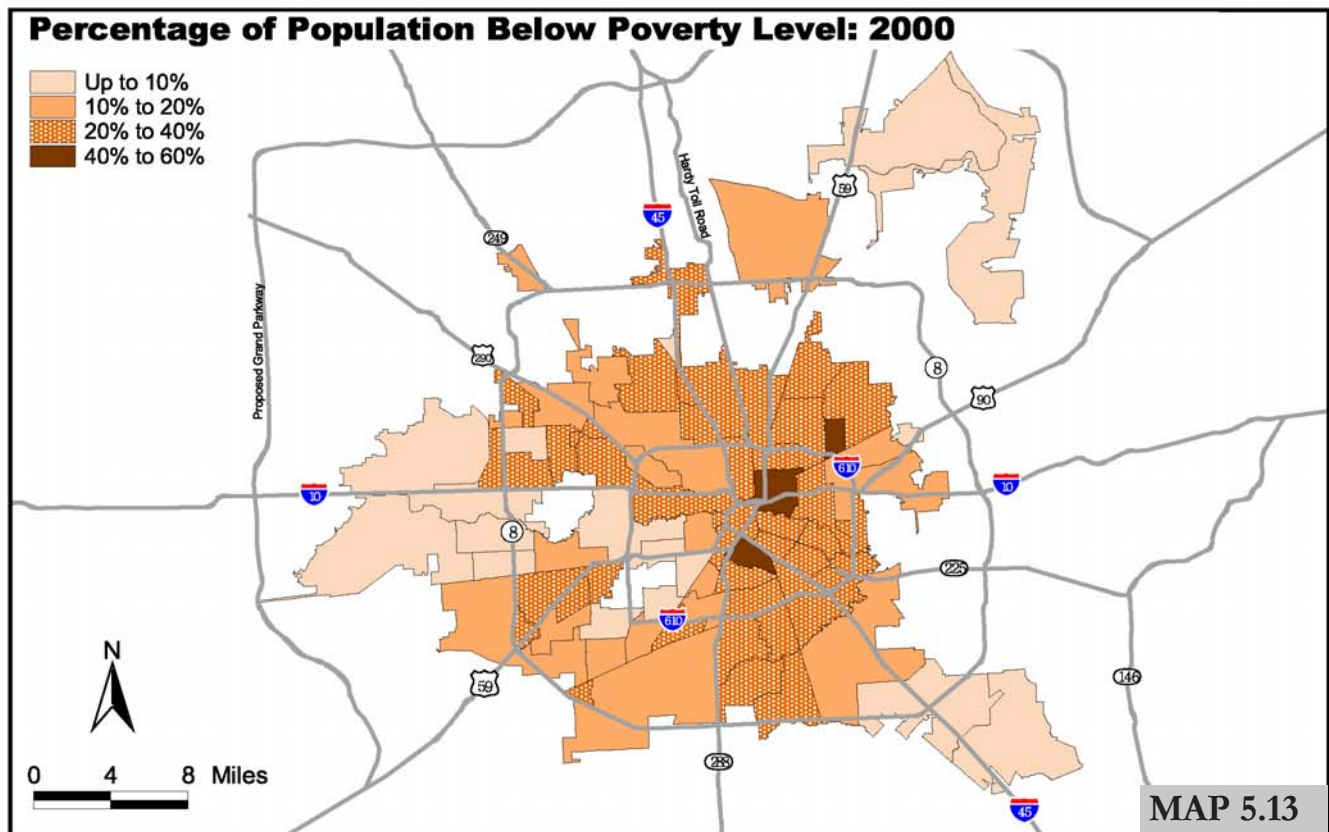 Percentage of Population Below Poverty Level: 2000
Up to 10%
10% to 20%
20% to 40%
40% to 60%
Hardy Toll Road
59
45
249
Proposed Grand Parkway
290
8
90
610
10
10
8
225
610
59
146
288
45
N
0 4 8 Miles
MAP 5.13